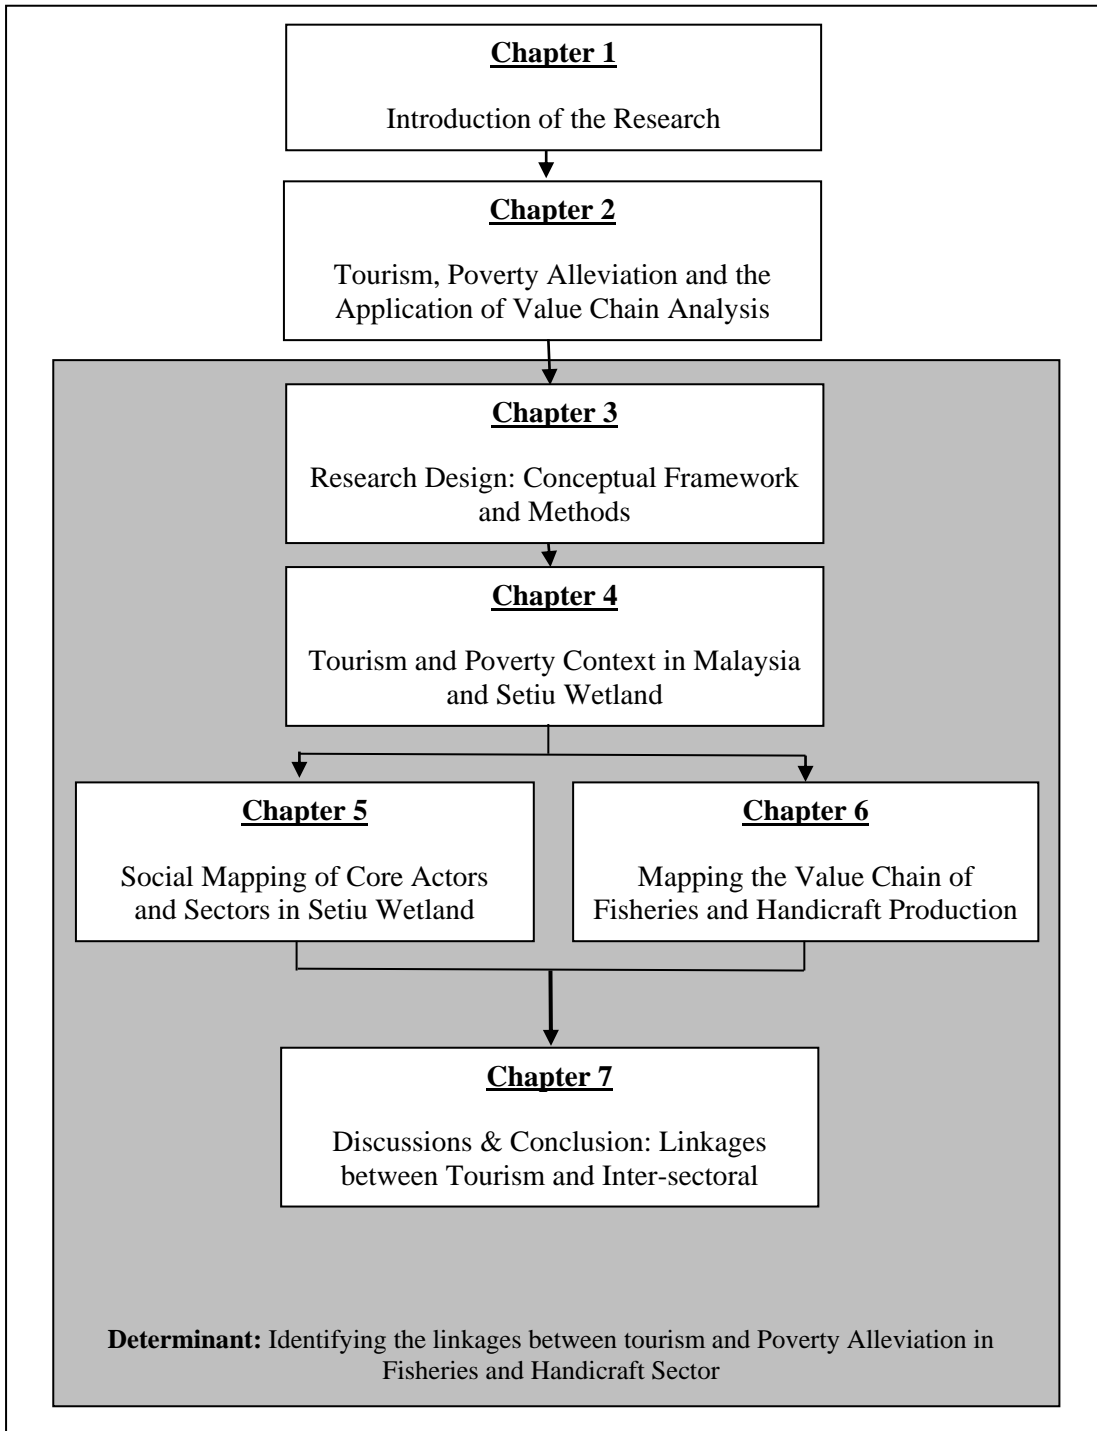 Chapter 1
Introduction of the Research
Chapter 2
Tourism, Poverty Alleviation and the
Application of Value Chain Analysis
Chapter 3
Research Design: Conceptual Framework
and Methods
Chapter 4
Tourism and Poverty Context in Malaysia
and Setiu Wetland
Chapter 5
Social Mapping of Core Actors
and Sectors in Setiu Wetland
Chapter 6
Mapping the Value Chain of
Fisheries and Handicraft Production
Chapter 7
Discussions & Conclusion: Linkages
between Tourism and Inter-sectoral
Determinant: Identifying the linkages between tourism and Poverty Alleviation in
Fisheries and Handicraft Sector